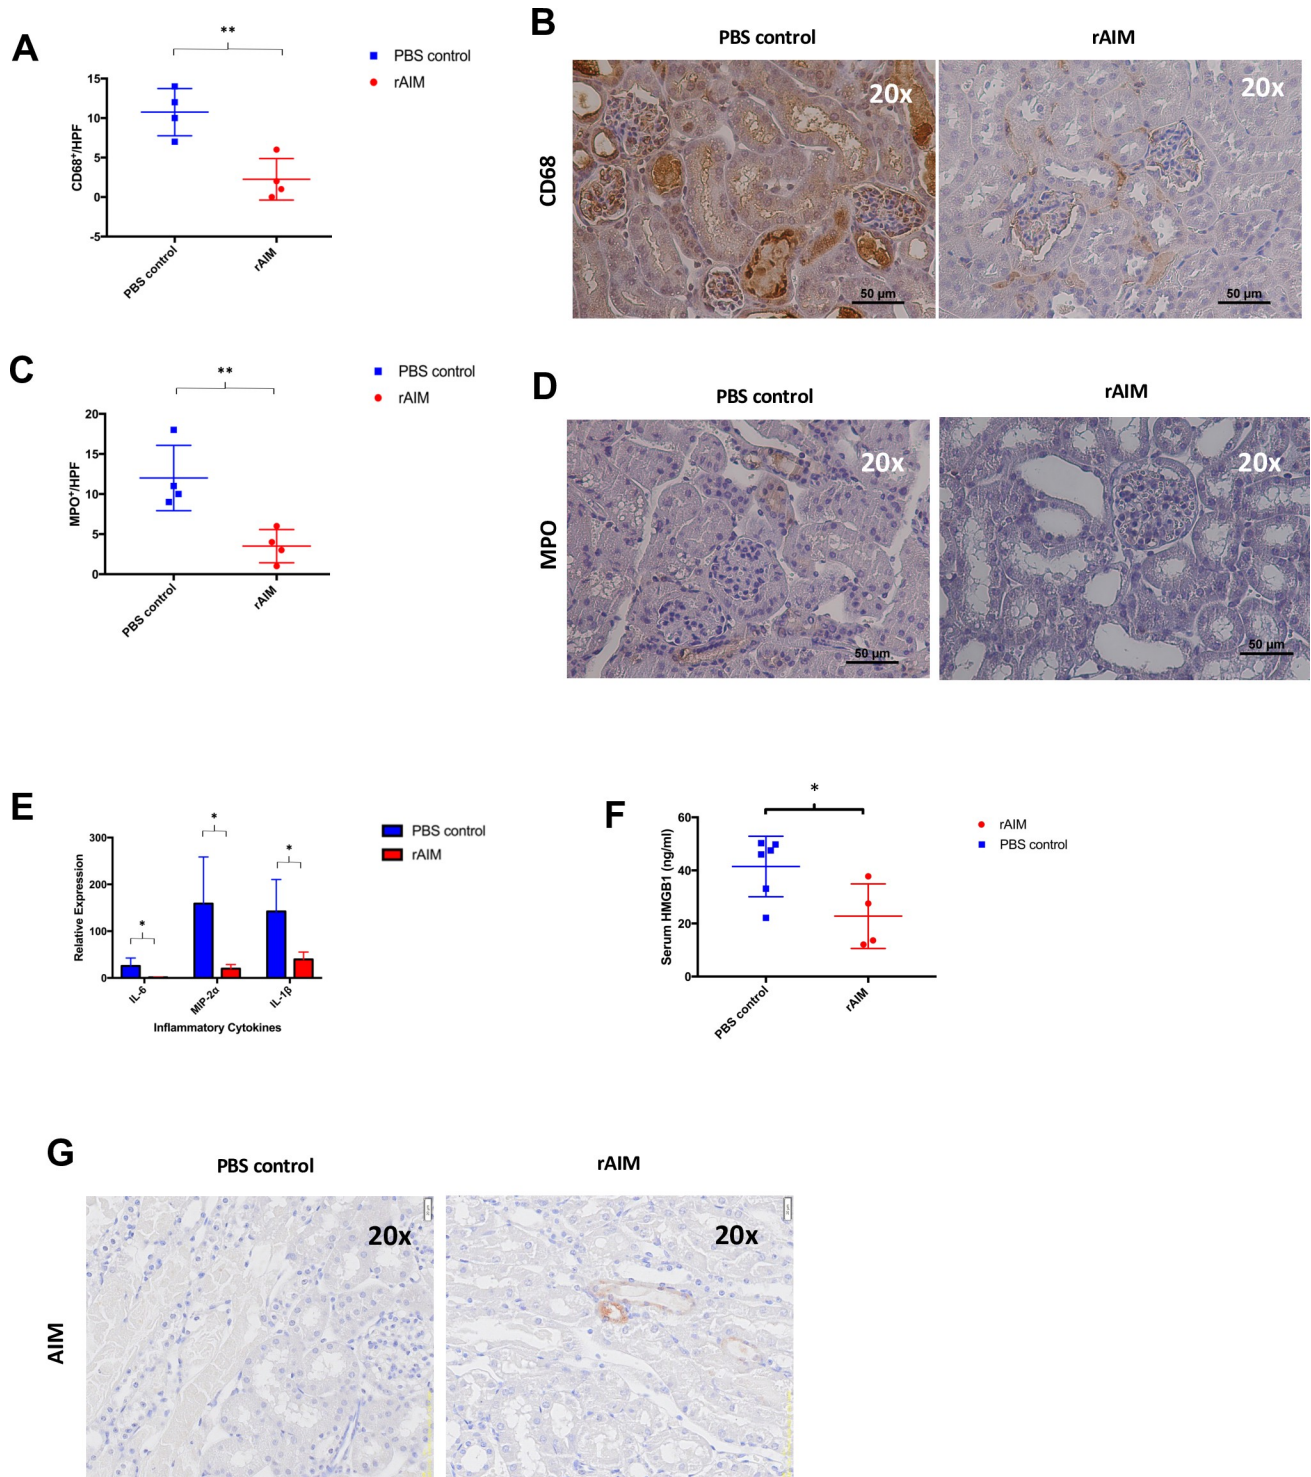 A
**
PBS control
rAIM
15
10
5
0
-5
CD68⁺/HPF
PBS control
rAIM
B
PBS control
rAIM
CD68
20x
50 µm
20x
50 µm
C
**
PBS control
rAIM
20
15
10
5
0
MPO⁺/HPF
PBS control
rAIM
D
PBS control
rAIM
MPO
20x
50 µm
20x
50 µm
E
PBS control
rAIM
*
*
*
300
200
100
0
Relative Expression
IL-6
MIP-2α
IL-1β
Inflammatory Cytokines
F
*
rAIM
PBS control
60
40
20
0
Serum HMGB1 (ng/ml)
PBS control
rAIM
G
PBS control
rAIM
AIM
20x
20x